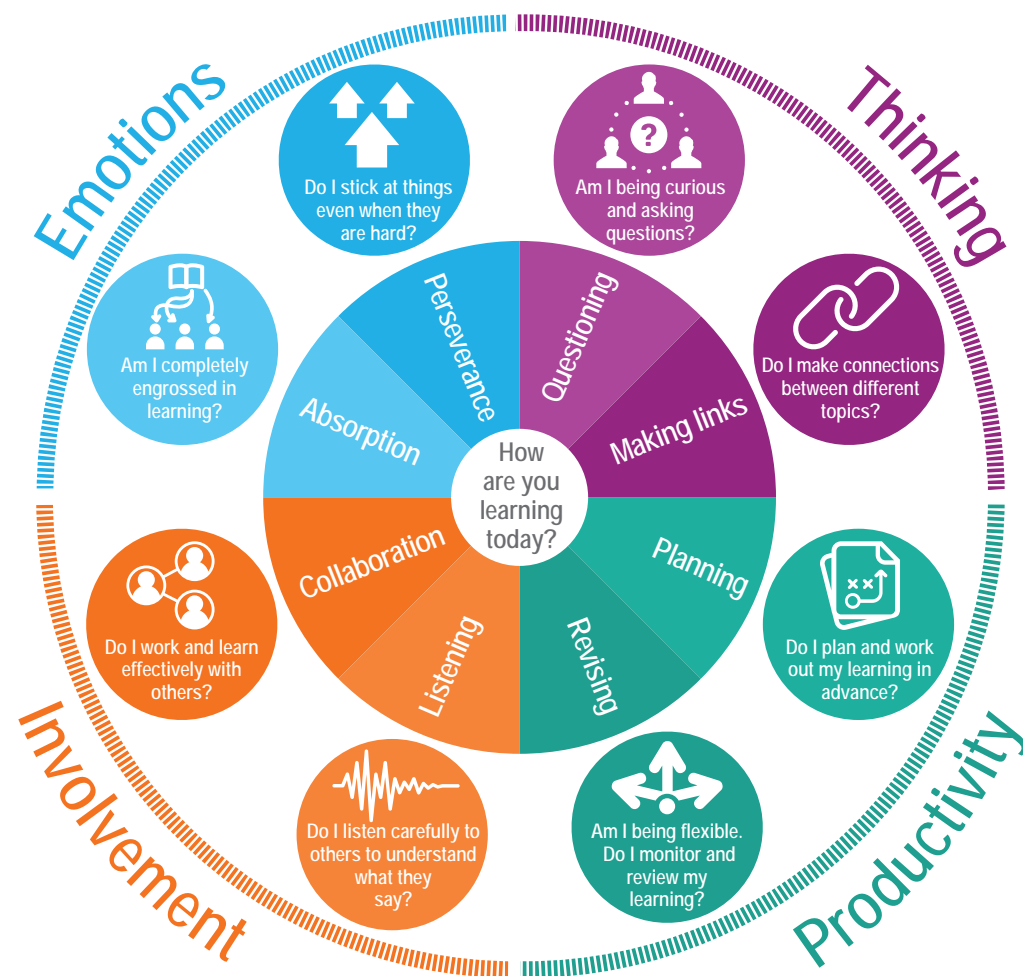 Emotions
Thinking
Do I stick at things
even when they
are hard?
?
Am I being curious
and asking
questions?
Am I completely
engrossed in
learning?
Do I make connections
between different
topics?
Perseverance
Questioning
Absorption
Making links
How
are you
learning
today?
Collaboration
Planning
Listening
Revising
Do I work and learn
effectively with
others?
Do I plan and work
out my learning in
advance?
Do I listen carefully to
others to understand
what they
say?
Am I being flexible.
Do I monitor and
review my
learning?
Involvement
Productivity